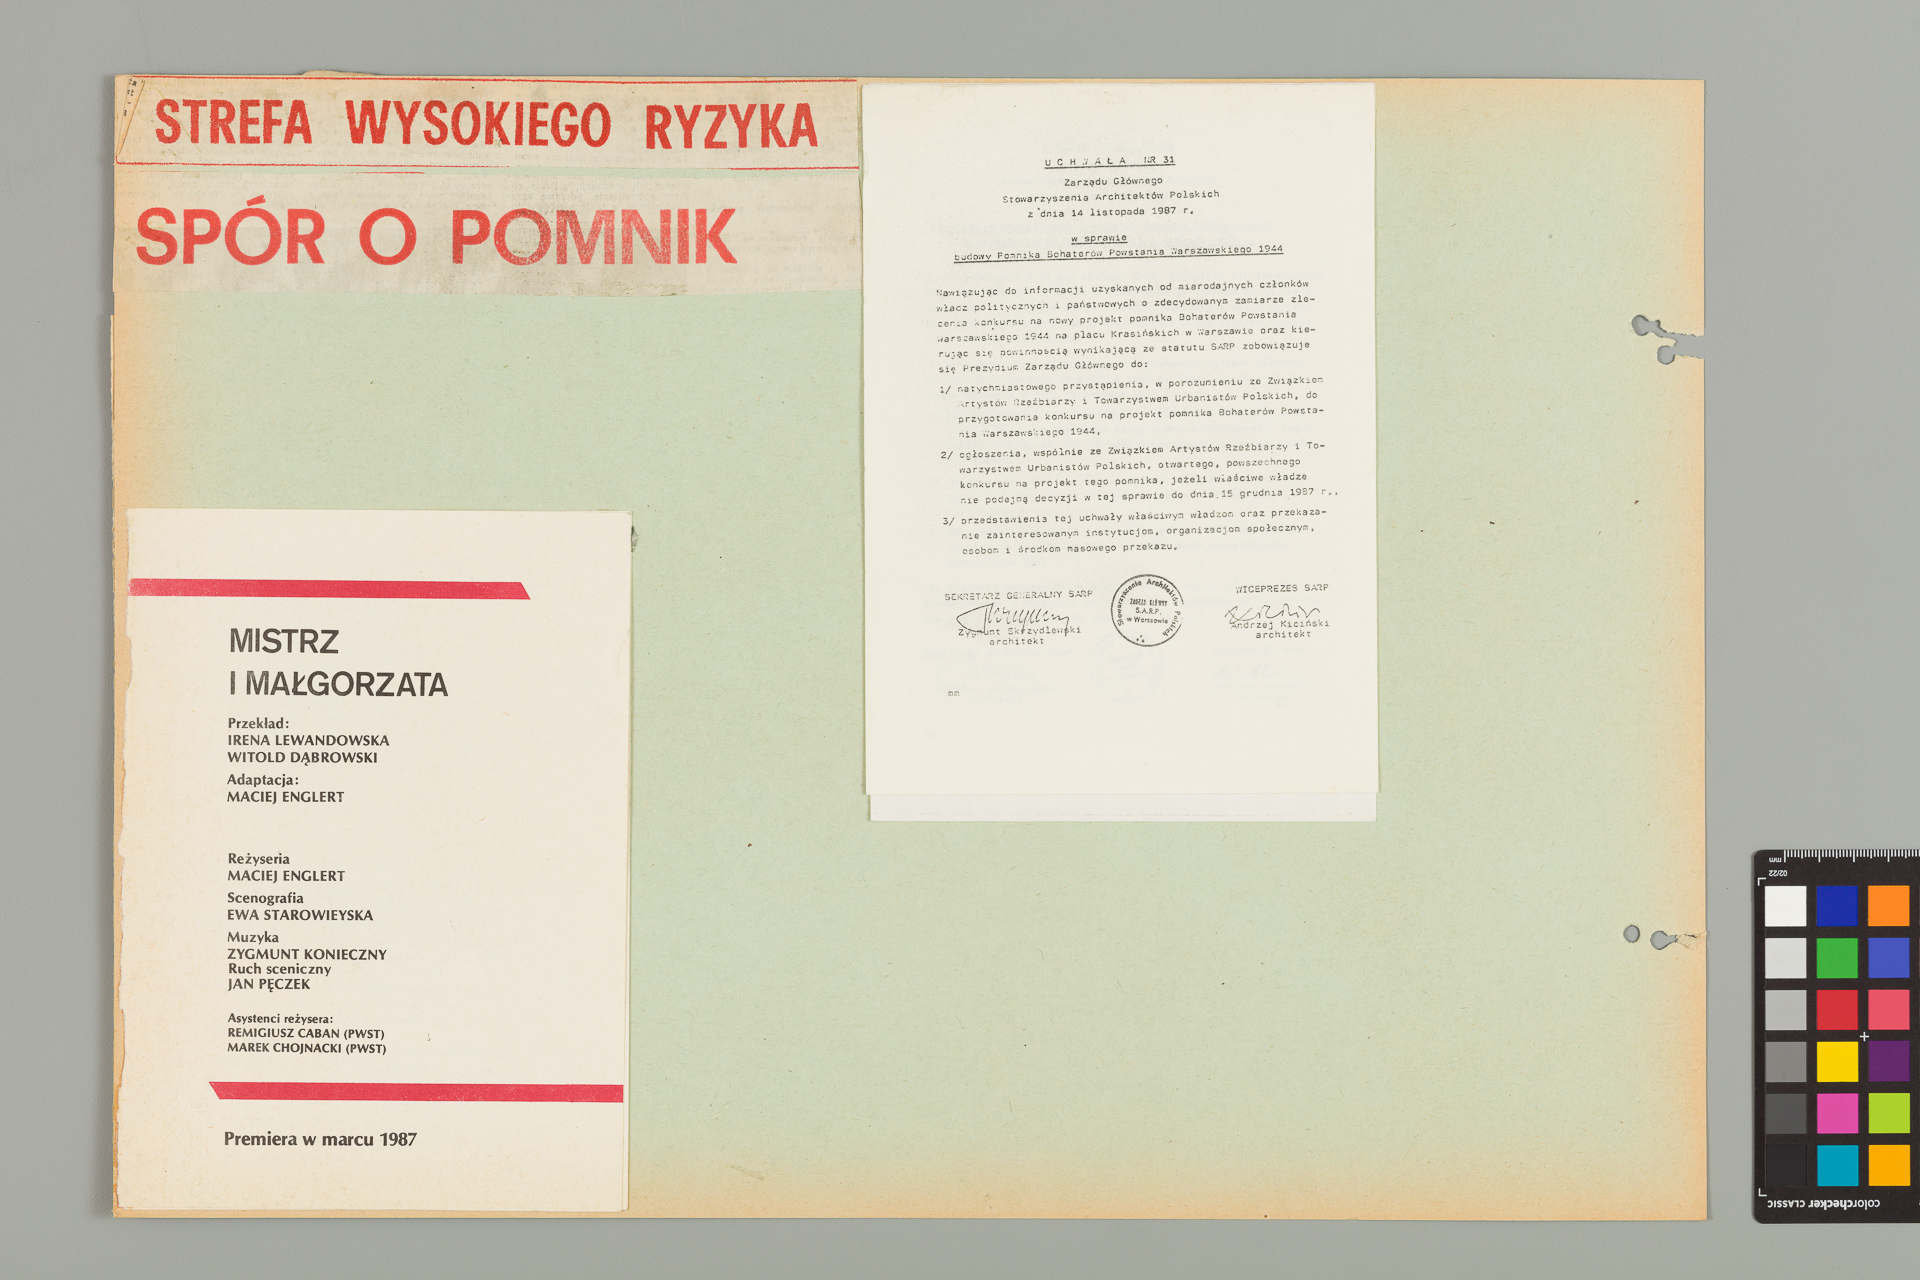 STREFA WYSOKIEGO RYZYKA
SPÓR O POMNIK
UCHWAŁA NR 31
Zarządu Głównego
Stowarzyszenia Architektów Polskich
z dnia 14 listopada 1987 r.
w sprawie
budowy Pomnika Bohaterów Powstania Warszawskiego 1944
Nawiązując do informacji uzyskanych od miarodajnych członków
władz politycznych i państwowych o zdecydowanym zamiarze zle-
cenia konkursu na nowy projekt pomnika Bohaterów Powstania
Warszawskiego 1944 na placu Krasińskich w Warszawie oraz kie-
rując się powinnością wynikającą ze statutu SARP zobowiązuje
się Prezydium Zarządu Głównego do:
1/ natychmiastowego przystąpienia, w porozumieniu ze Związkiem
Artystów Rzeźbiarzy i Towarzystwem Urbanistów Polskich, do
przygotowania konkursu na projekt pomnika Bohaterów Powsta-
nia Warszawskiego 1944,
2/ ogłoszenia, wspólnie ze Związkiem Artystów Rzeźbiarzy i To-
warzystwem Urbanistów Polskich, otwartego, powszechnego
konkursu na projekt tego pomnika, jeżeli właściwe władze
nie podejmą decyzji w tej sprawie do dnia 15 grudnia 1987 r.,
3/ przedstawienia tej uchwały właściwym władzom oraz przekaza-
nie zainteresowanym instytucjom, organizacjom społecznym,
osobom i środkom masowego przekazu.
SEKRETARZ GENERALNY SARP
Zygmunt Skrzydlewski
architekt
Stowarzyszenie Architektów Polskich
ZARZĄD GŁÓWNY
S.A.R.P.
w Warszawie
WICEPREZES SARP
Andrzej Kiciński
architekt
MISTRZ
I MAŁGORZATA
Przekład:
IRENA LEWANDOWSKA
WITOLD DĄBROWSKI
Adaptacja:
MACIEJ ENGLERT
Reżyseria
MACIEJ ENGLERT
Scenografia
EWA STAROWIEYSKA
Muzyka
ZYGMUNT KONIECZNY
Ruch sceniczny
JAN PĘCZEK
Asystenci reżysera:
REMIGIUSZ CABAN (PWST)
MAREK CHOJNACKI (PWST)
Premiera w marcu 1987
mm
02/22
colorchecker CLASSIC